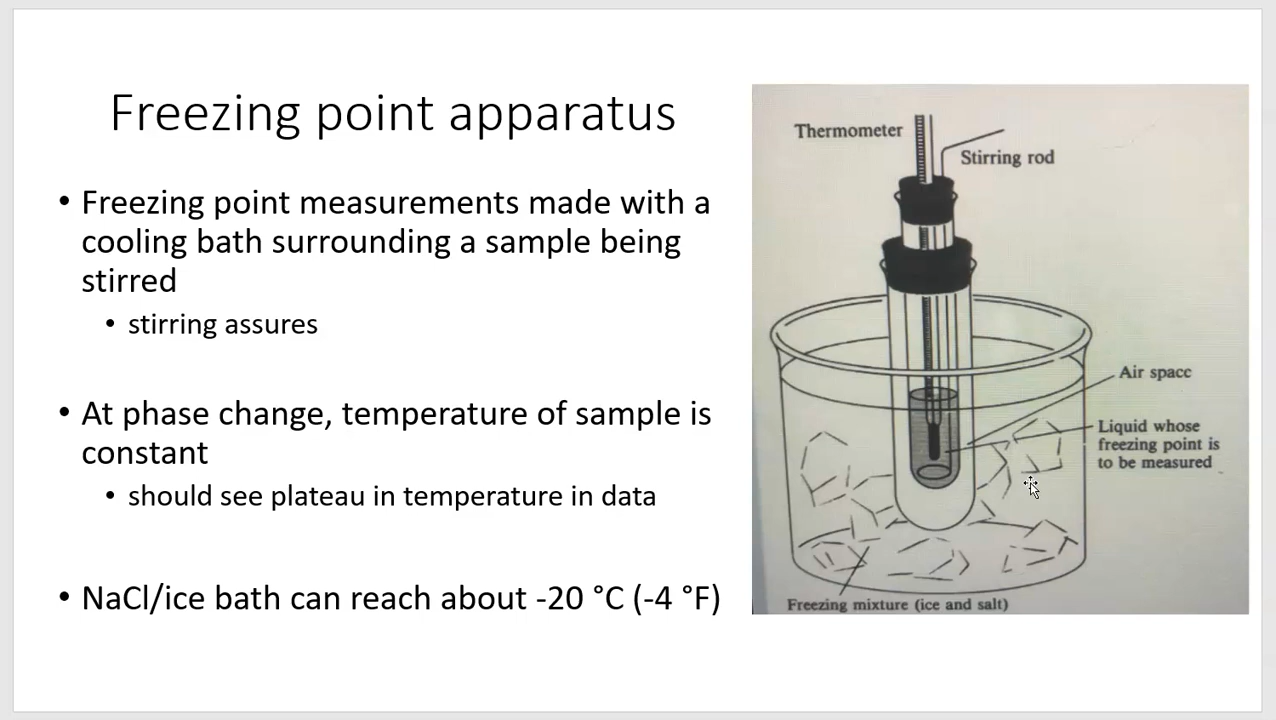 Freezing point apparatus
• Freezing point measurements made with a
cooling bath surrounding a sample being
stirred
• stirring assures
• At phase change, temperature of sample is
constant
• should see plateau in temperature in data
• NaCl/ice bath can reach about -20 °C (-4 °F)
Thermometer
Stirring rod
Air space
Liquid whose
freezing point is
to be measured
Freezing mixture (ice and salt)